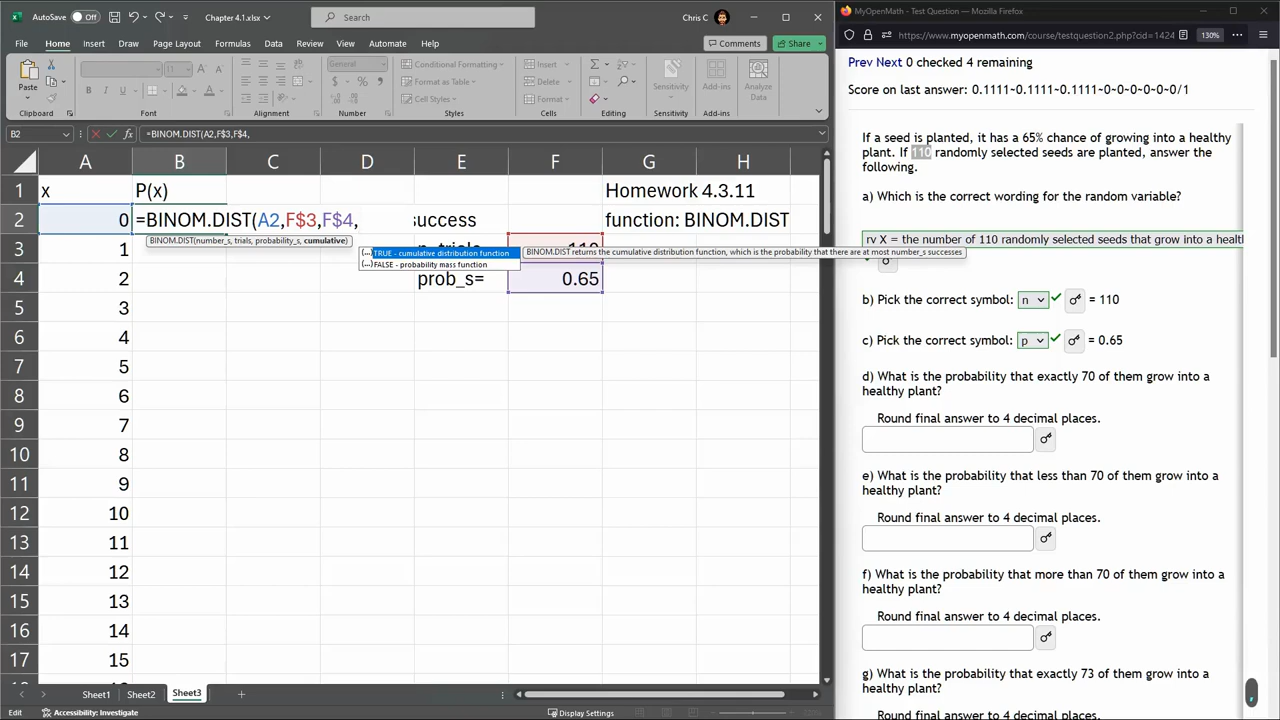 AutoSave Off Chapter 4.1.xlsx Search Chris C
File Home Insert Draw Page Layout Formulas Data Review View Automate Help Comments Share
Paste General Conditional Formatting Format as Table Cell Styles Insert Delete Format Sensitivity Add-ins Analyze Data
Clipboard Font Alignment Number Styles Cells Editing Sensitivity Add-ins
B2 =BINOM.DIST(A2,F$3,F$4,
A B C D E F G H
1 x P(x) Homework 4.3.11
2 0 =BINOM.DIST(A2,F$3,F$4, success function: BINOM.DIST
BINOM.DIST(number_s, trials, probability_s, cumulative)
3 1 110
TRUE - cumulative distribution function BINOM.DIST returns the cumulative distribution function, which is the probability that there are at most number_s successes
FALSE - probability mass function
4 2 prob_s= 0.65
5 3
6 4
7 5
8 6
9 7
10 8
11 9
12 10
13 11
14 12
15 13
16 14
17 15
Sheet1 Sheet2 Sheet3
Edit Accessibility: Investigate Display Settings
MyOpenMath - Test Question — Mozilla Firefox
https://www.myopenmath.com/course/testquestion2.php?cid=1424 130%
Prev Next 0 checked 4 remaining
Score on last answer: 0.1111~0.1111~0.1111~0~0~0~0~0~0/1
If a seed is planted, it has a 65% chance of growing into a healthy
plant. If 110 randomly selected seeds are planted, answer the
following.
a) Which is the correct wording for the random variable?
rv X = the number of 110 randomly selected seeds that grow into a healt
b) Pick the correct symbol: n = 110
c) Pick the correct symbol: p = 0.65
d) What is the probability that exactly 70 of them grow into a
healthy plant?
Round final answer to 4 decimal places.
e) What is the probability that less than 70 of them grow into a
healthy plant?
Round final answer to 4 decimal places.
f) What is the probability that more than 70 of them grow into a
healthy plant?
Round final answer to 4 decimal places.
g) What is the probability that exactly 73 of them grow into a
healthy plant?
Round final answer to 4 decimal places.